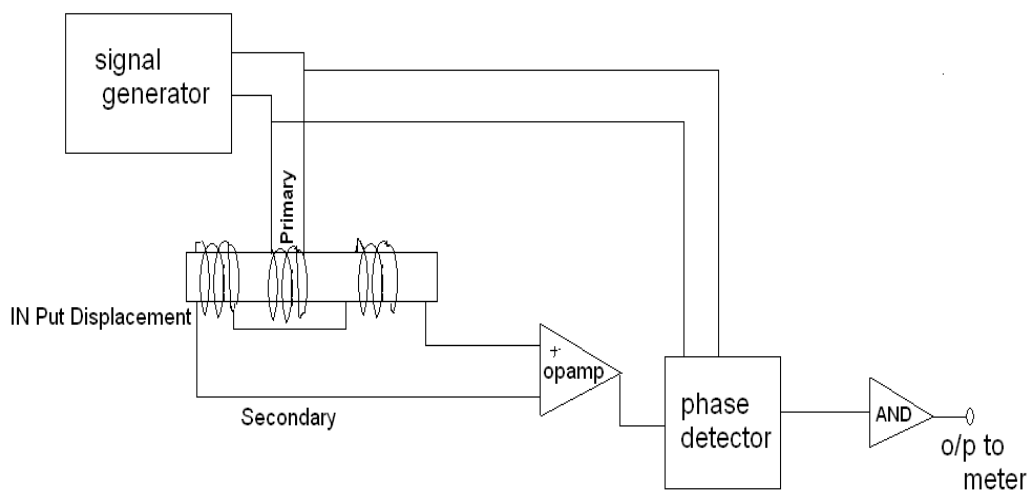 signal
generator
Primary
IN Put Displacement
Secondary
+
opamp
phase
detector
AND
o/p to
meter